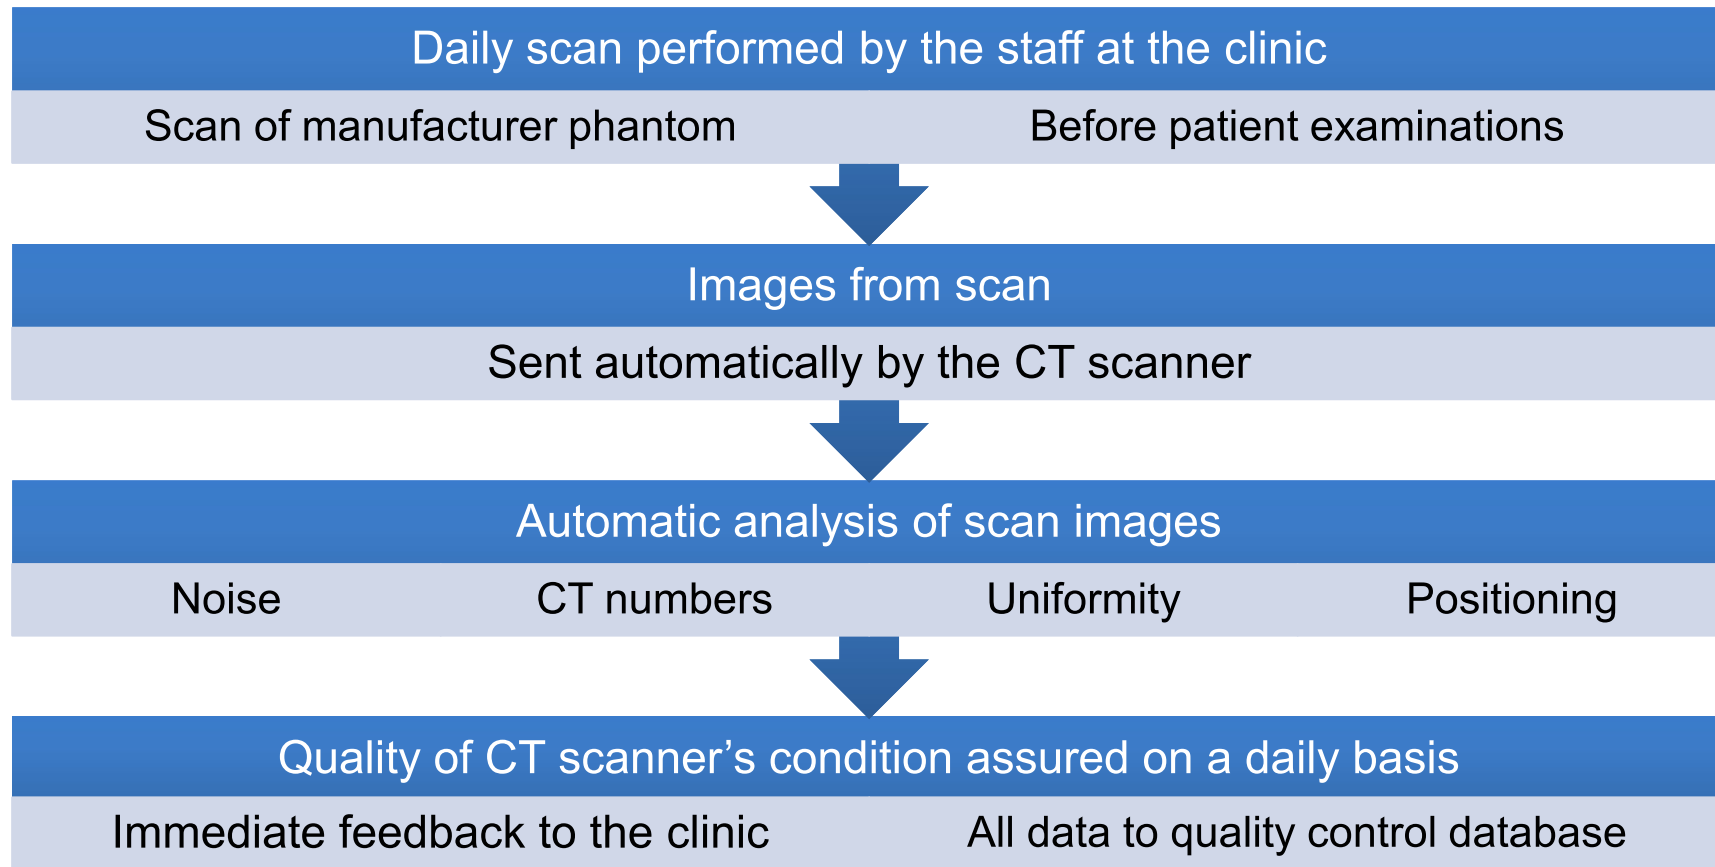 Daily scan performed by the staff at the clinic
Scan of manufacturer phantom
Before patient examinations
Images from scan
Sent automatically by the CT scanner
Automatic analysis of scan images
Noise
CT numbers
Uniformity
Positioning
Quality of CT scanner’s condition assured on a daily basis
Immediate feedback to the clinic
All data to quality control database